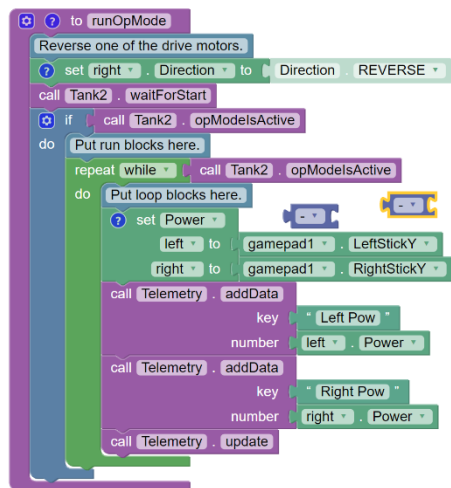 to runOpMode
Reverse one of the drive motors.
set right . Direction to Direction . REVERSE
call Tank2 . waitForStart
if call Tank2 . opModeIsActive
do Put run blocks here.
repeat while call Tank2 . opModeIsActive
do Put loop blocks here.
-
-
set Power
left to gamepad1 . LeftStickY
right to gamepad1 . RightStickY
call Telemetry . addData
key “ Left Pow ”
number left . Power
call Telemetry . addData
key “ Right Pow ”
number right . Power
call Telemetry . update